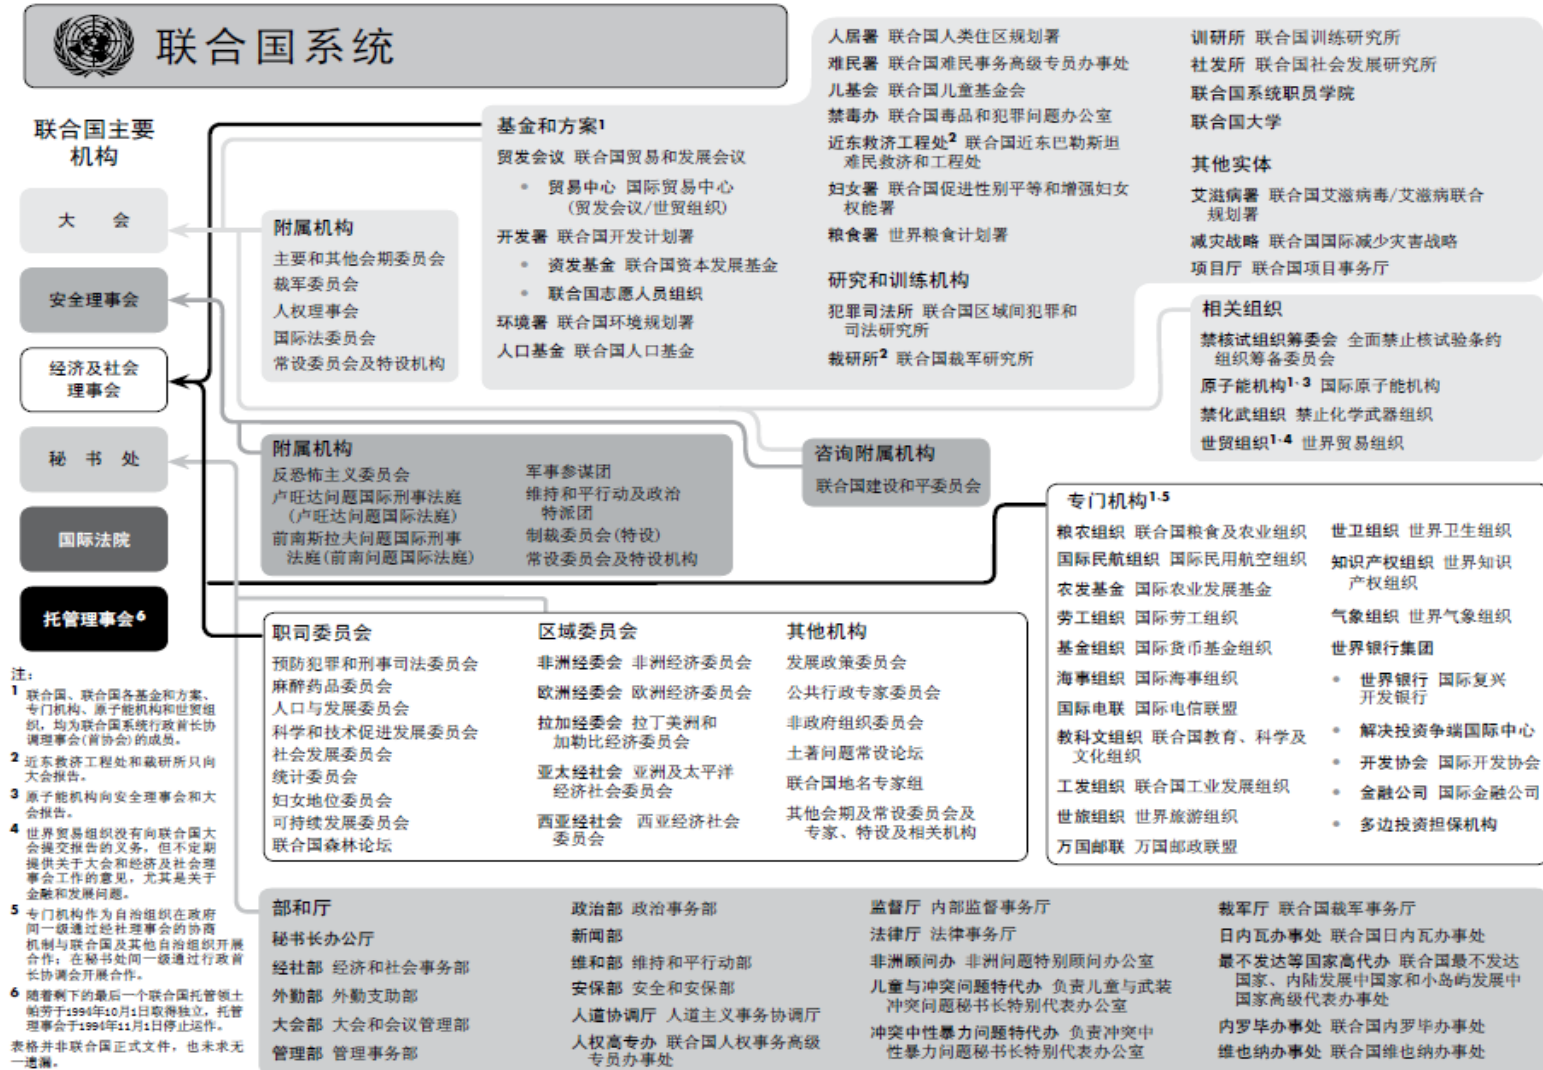 联合国系统
联合国主要
机构
大 会
安全理事会
经济及社会
理事会
秘 书 处
国际法院
托管理事会6
附属机构
主要和其他会期委员会
裁军委员会
人权理事会
国际法委员会
常设委员会及特设机构
基金和方案1
贸发会议 联合国贸易和发展会议
• 贸易中心 国际贸易中心
(贸发会议/世贸组织)
开发署 联合国开发计划署
• 资发基金 联合国资本发展基金
• 联合国志愿人员组织
环境署 联合国环境规划署
人口基金 联合国人口基金
人居署 联合国人类住区规划署
难民署 联合国难民事务高级专员办事处
儿基会 联合国儿童基金会
禁毒办 联合国毒品和犯罪问题办公室
近东救济工程处2 联合国近东巴勒斯坦
难民救济和工程处
妇女署 联合国促进性别平等和增强妇女
权能署
粮食署 世界粮食计划署
研究和训练机构
犯罪司法所 联合国区域间犯罪和
司法研究所
裁研所2 联合国裁军研究所
训研所 联合国训练研究所
社发所 联合国社会发展研究所
联合国系统职员学院
联合国大学
其他实体
艾滋病署 联合国艾滋病毒/艾滋病联合
规划署
减灾战略 联合国国际减少灾害战略
项目厅 联合国项目事务厅
相关组织
禁核试组织筹委会 全面禁止核试验条约
组织筹备委员会
原子能机构1、3 国际原子能机构
禁化武组织 禁止化学武器组织
世贸组织1、4 世界贸易组织
附属机构
反恐怖主义委员会
卢旺达问题国际刑事法庭
(卢旺达问题国际法庭)
前南斯拉夫问题国际刑事
法庭(前南问题国际法庭)
军事参谋团
维持和平行动及政治
特派团
制裁委员会(特设)
常设委员会及特设机构
咨询附属机构
联合国建设和平委员会
专门机构1、5
粮农组织 联合国粮食及农业组织
国际民航组织 国际民用航空组织
农发基金 国际农业发展基金
劳工组织 国际劳工组织
基金组织 国际货币基金组织
海事组织 国际海事组织
国际电联 国际电信联盟
教科文组织 联合国教育、科学及
文化组织
工发组织 联合国工业发展组织
世旅组织 世界旅游组织
万国邮联 万国邮政联盟
世卫组织 世界卫生组织
知识产权组织 世界知识
产权组织
气象组织 世界气象组织
世界银行集团
• 世界银行 国际复兴
开发银行
• 解决投资争端国际中心
• 开发协会 国际开发协会
• 金融公司 国际金融公司
• 多边投资担保机构
职司委员会
预防犯罪和刑事司法委员会
麻醉药品委员会
人口与发展委员会
科学和技术促进发展委员会
社会发展委员会
统计委员会
妇女地位委员会
可持续发展委员会
联合国森林论坛
区域委员会
非洲经委会 非洲经济委员会
欧洲经委会 欧洲经济委员会
拉加经委会 拉丁美洲和
加勒比经济委员会
亚太经社会 亚洲及太平洋
经济社会委员会
西亚经社会 西亚经济社会
委员会
其他机构
发展政策委员会
公共行政专家委员会
非政府组织委员会
土著问题常设论坛
联合国地名专家组
其他会期及常设委员会及
专家、特设及相关机构
部和厅
秘书长办公厅
经社部 经济和社会事务部
外勤部 外勤支助部
大会部 大会和会议管理部
管理部 管理事务部
政治部 政治事务部
新闻部
维和部 维持和平行动部
安保部 安全和安保部
人道协调厅 人道主义事务协调厅
人权高专办 联合国人权事务高级
专员办事处
监督厅 内部监督事务厅
法律厅 法律事务厅
非洲顾问办 非洲问题特别顾问办公室
儿童与冲突问题特代办 负责儿童与武装
冲突问题秘书长特别代表办公室
冲突中性暴力问题特代办 负责冲突中
性暴力问题秘书长特别代表办公室
裁军厅 联合国裁军事务厅
日内瓦办事处 联合国日内瓦办事处
最不发达等国家高代办 联合国最不发达
国家、内陆发展中国家和小岛屿发展中
国家高级代表办事处
内罗毕办事处 联合国内罗毕办事处
维也纳办事处 联合国维也纳办事处
注:
1 联合国、联合国各基金和方案、
专门机构、原子能机构和世贸组
织，均为联合国系统行政首长协
调理事会(前协会)的成员。
2 近东救济工程处和裁研所只向
大会报告。
3 原子能机构向安全理事会和大
会报告。
4 世界贸易组织没有向联合国大
会提交报告的义务，但不定期
提供关于大会和经济及社会理
事会工作的意见，尤其是关于
金融和发展问题。
5 专门机构作为自治组织在政府
间一级通过经社理事会的协商
机制与联合国及其他自治组织开展
合作；在秘书处间一级通过行政首
长协调会开展合作。
6 随着剩下的最后一个联合国托管领土
帕劳于1994年10月1日取得独立，托管
理事会于1994年11月1日停止运作。
表格并非联合国正式文件，也未求无
一遗漏。